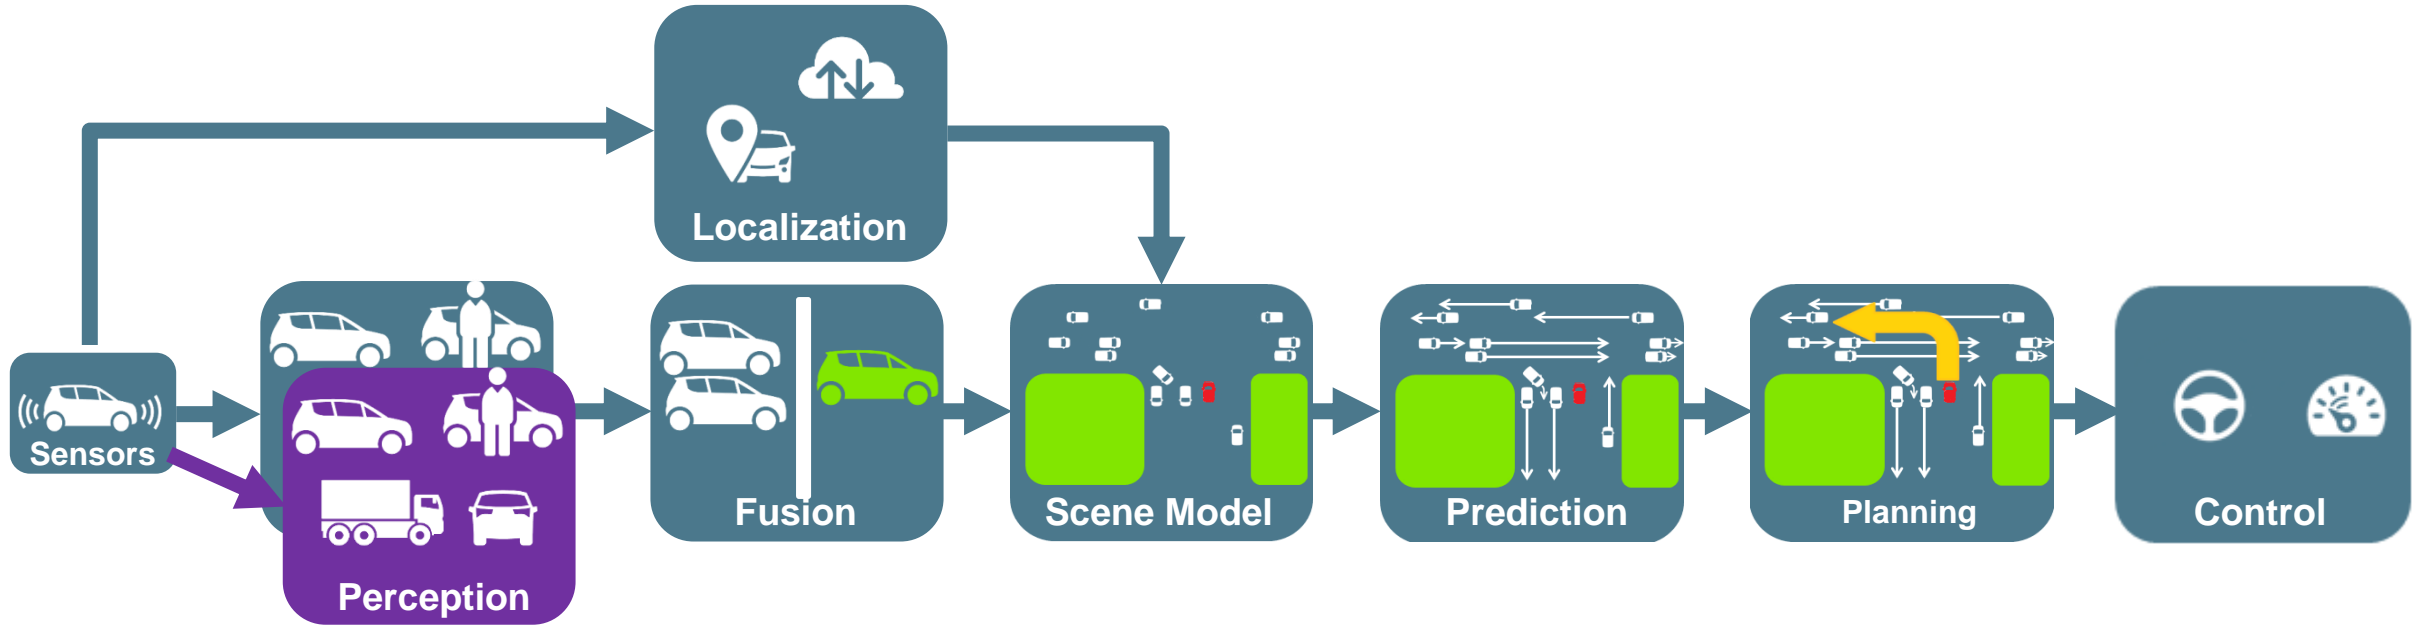 Localization
Sensors
Perception
Fusion
Scene Model
Prediction
Planning
Control